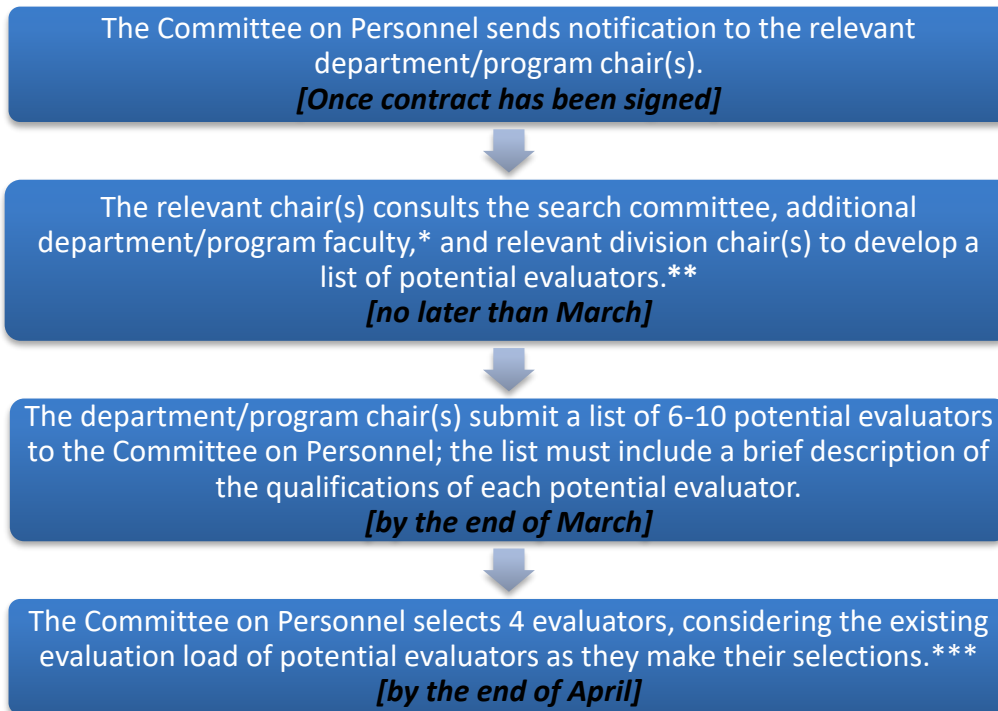 The Committee on Personnel sends notification to the relevant
department/program chair(s).
[Once contract has been signed]
The relevant chair(s) consults the search committee, additional
department/program faculty,* and relevant division chair(s) to develop a
list of potential evaluators.**
[no later than March]
The department/program chair(s) submit a list of 6-10 potential evaluators
to the Committee on Personnel; the list must include a brief description of
the qualifications of each potential evaluator.
[by the end of March]
The Committee on Personnel selects 4 evaluators, considering the existing
evaluation load of potential evaluators as they make their selections.***
[by the end of April]